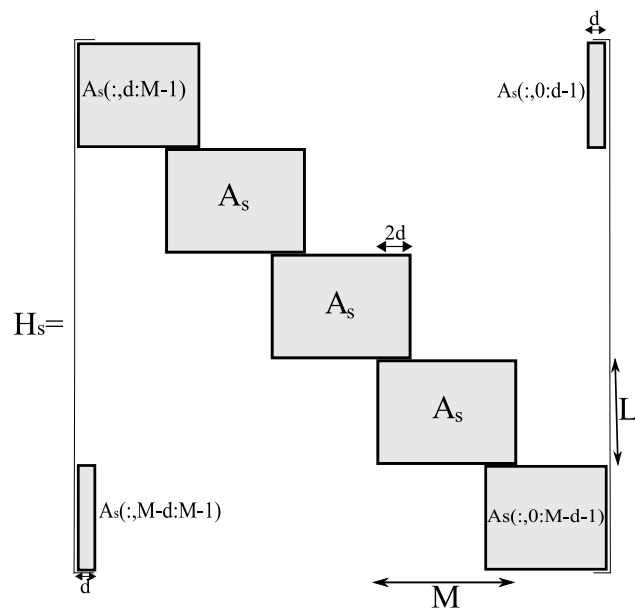 d
As(:,d:M-1)
As(:,0:d-1)
As
2d
As
Hs=
As
L
As(:,M-d:M-1)
As(:,0:M-d-1)
d
M